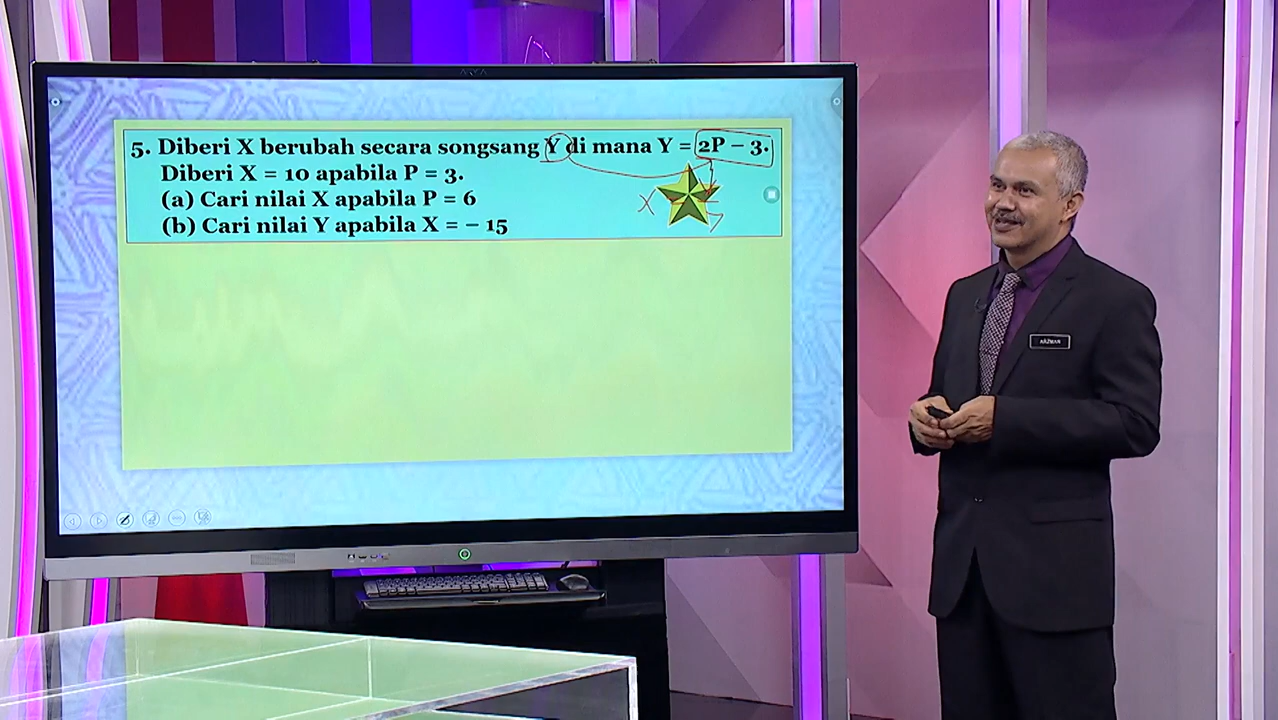 5. Diberi X berubah secara songsang Y di mana Y = 2P – 3.
Diberi X = 10 apabila P = 3.
(a) Cari nilai X apabila P = 6
(b) Cari nilai Y apabila X = – 15
X
RAZMAN